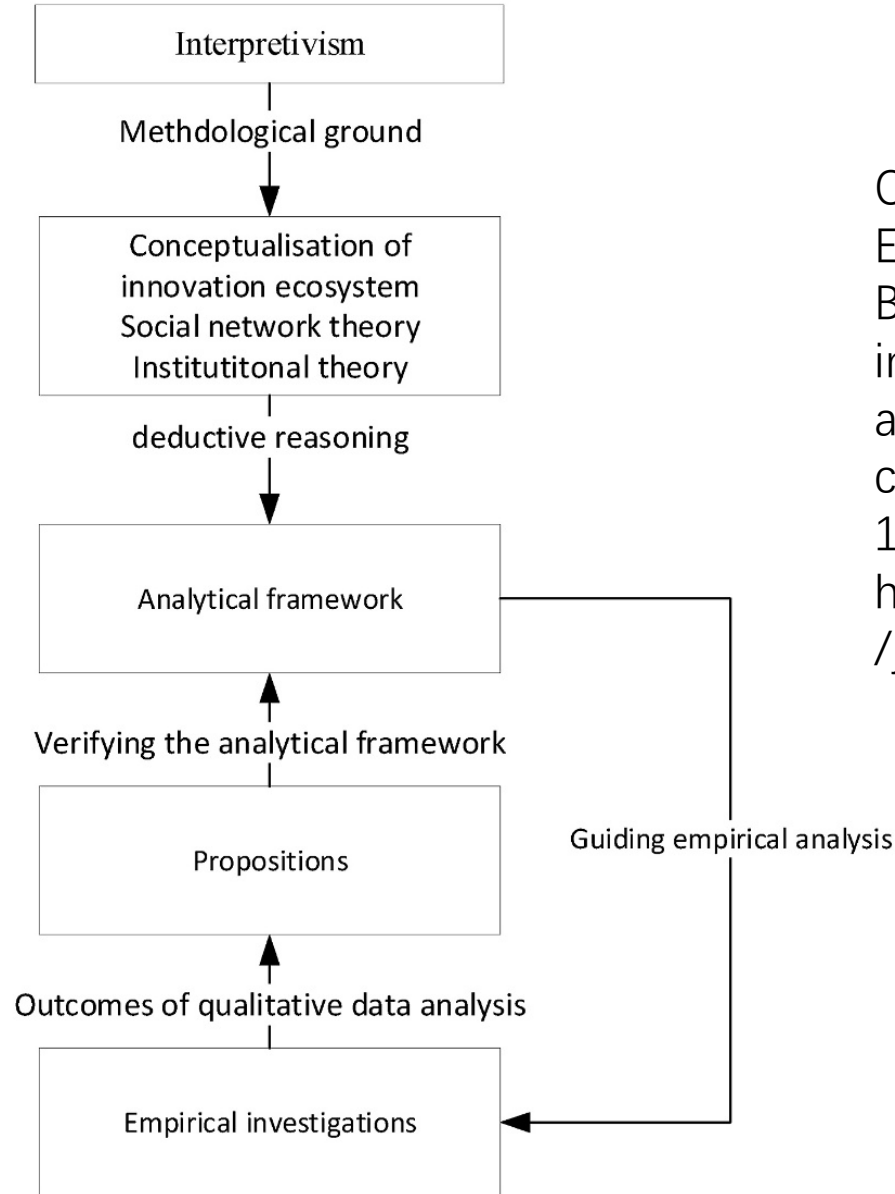 Interpretivism
Methdological ground
Conceptualisation of
innovation ecosystem
Social network theory
Institutitonal theory
deductive reasoning
Analytical framework
Verifying the analytical framework
Propositions
Guiding empirical analysis
Outcomes of qualitative data analysis
Empirical investigations